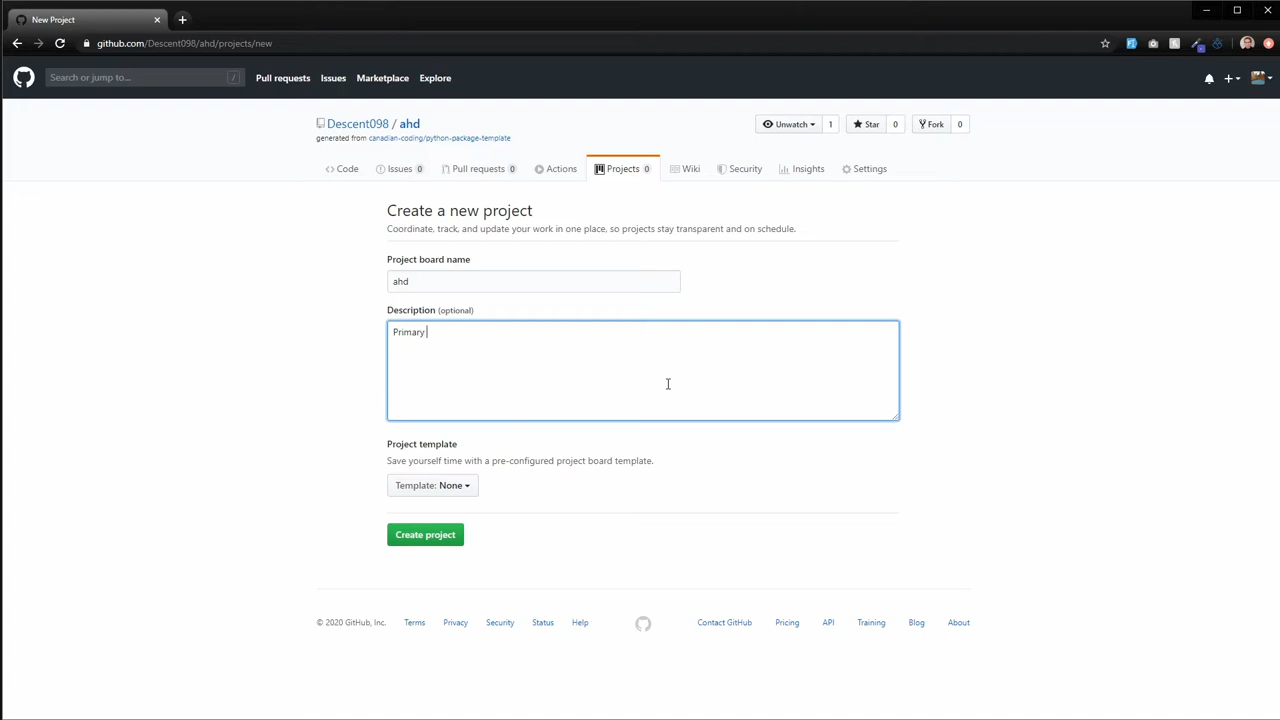 New Project
github.com/Descent098/ahd/projects/new
Search or jump to... /
Pull requests Issues Marketplace Explore
Descent098 / ahd
generated from canadian-coding/python-package-template
Unwatch 1 Star 0 Fork 0
Code Issues 0 Pull requests 0 Actions Projects 0 Wiki Security Insights Settings
Create a new project
Coordinate, track, and update your work in one place, so projects stay transparent and on schedule.
Project board name
ahd
Description (optional)
Primary
Project template
Save yourself time with a pre-configured project board template.
Template: None
Create project
© 2020 GitHub, Inc. Terms Privacy Security Status Help Contact GitHub Pricing API Training Blog About